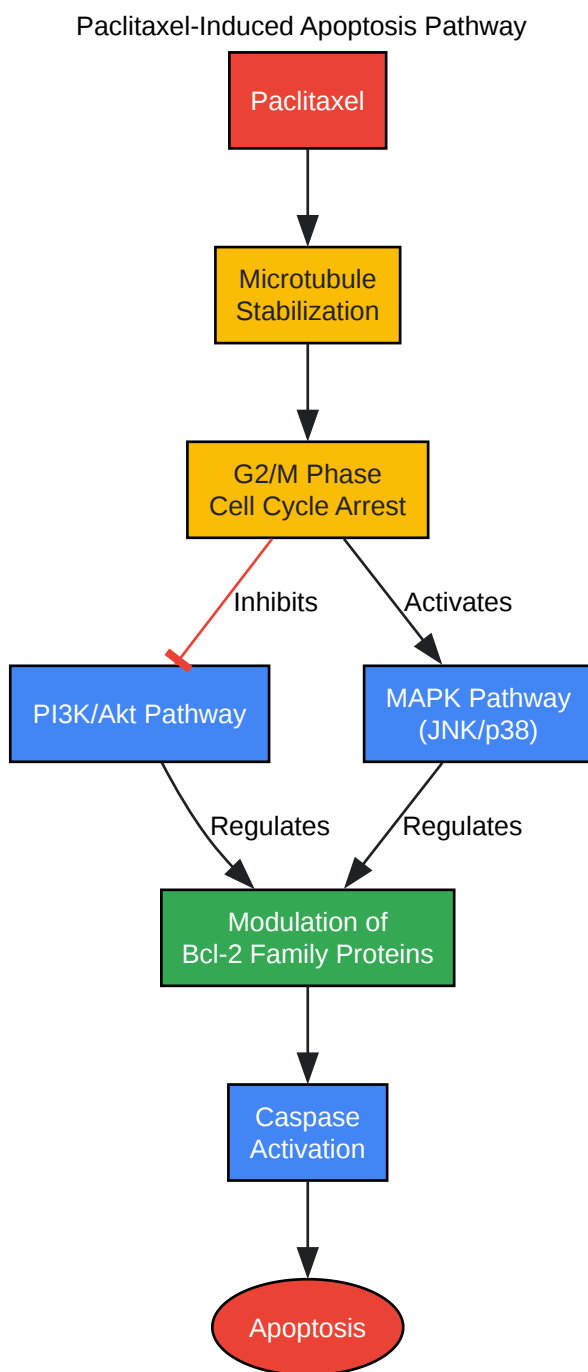 Paclitaxel-Induced Apoptosis Pathway
Paclitaxel
Microtubule
Stabilization
G2/M Phase
Cell Cycle Arrest
Inhibits
Activates
PI3K/Akt Pathway
MAPK Pathway
(JNK/p38)
Regulates
Regulates
Modulation of
Bcl-2 Family Proteins
Caspase
Activation
Apoptosis